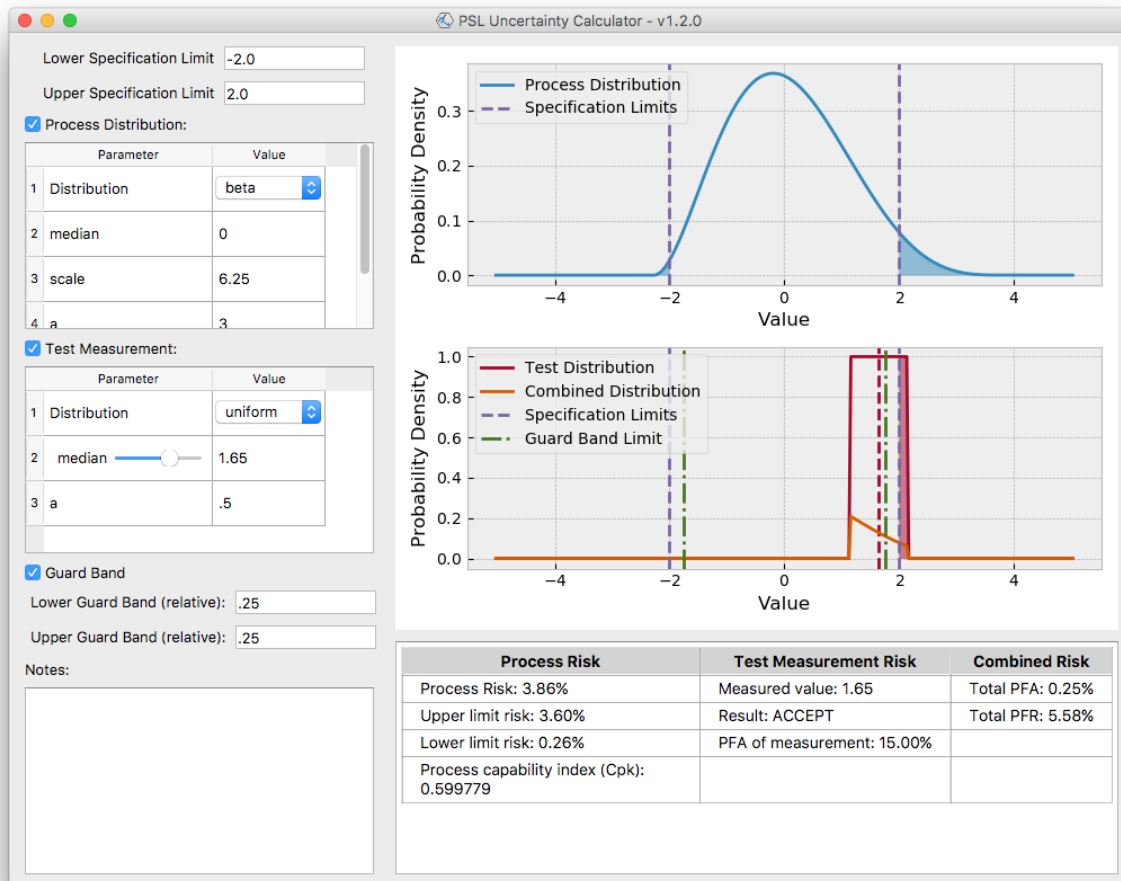 PSL Uncertainty Calculator - v1.2.0
Lower Specification Limit -2.0
Upper Specification Limit 2.0
Process Distribution:
Parameter Value
1 Distribution beta
2 median 0
3 scale 6.25
4 a 3
Test Measurement:
Parameter Value
1 Distribution uniform
2 median 1.65
3 a .5
Guard Band
Lower Guard Band (relative): .25
Upper Guard Band (relative): .25
Notes:
Process Distribution
Specification Limits
Probability Density
0.3
0.2
0.1
0.0
−4 −2 0 2 4
Value
Test Distribution
Combined Distribution
Specification Limits
Guard Band Limit
Probability Density
1.0
0.8
0.6
0.4
0.2
0.0
−4 −2 0 2 4
Value
Process Risk Test Measurement Risk Combined Risk
Process Risk: 3.86% Measured value: 1.65 Total PFA: 0.25%
Upper limit risk: 3.60% Result: ACCEPT Total PFR: 5.58%
Lower limit risk: 0.26% PFA of measurement: 15.00%
Process capability index (Cpk):
0.599779